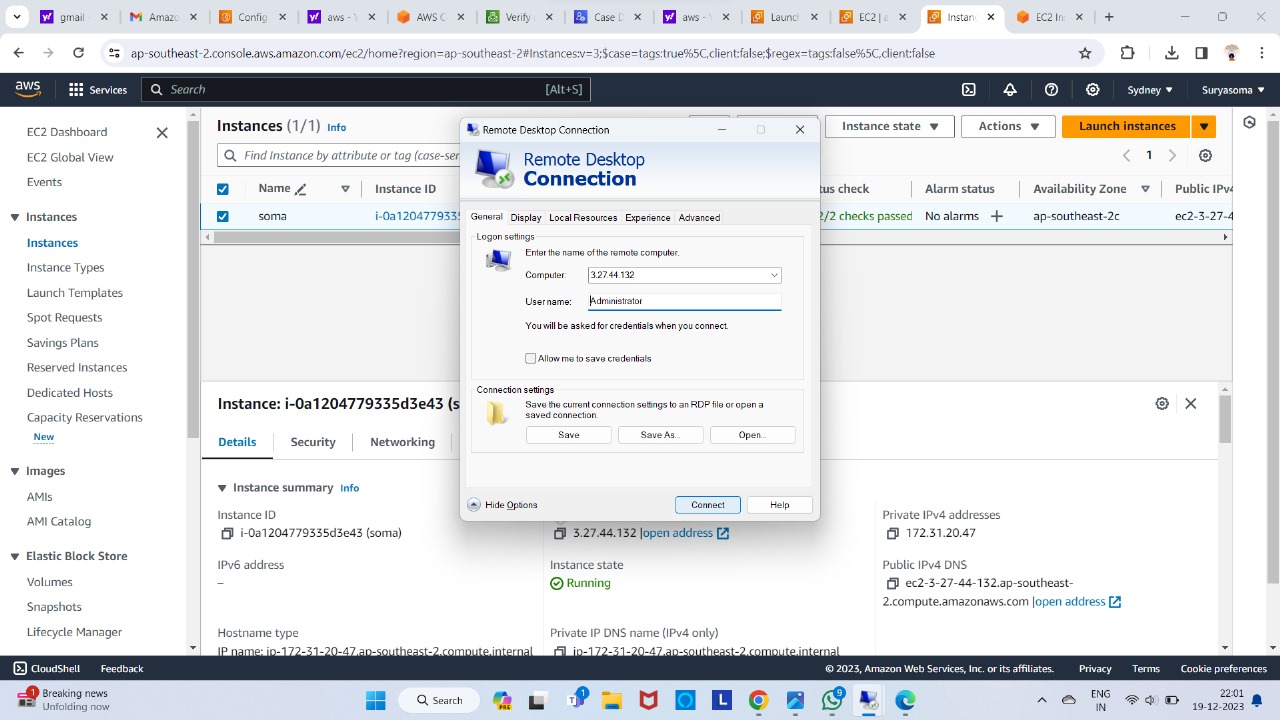 gmail -
Amazo
Config
aws - Y
AWS C
Verify
Case D
aws - Y
Launch
EC2 | a
Instanc
EC2 In
ap-southeast-2.console.aws.amazon.com/ec2/home?region=ap-southeast-2#Instances:v=3;$case=tags:true%5C,client:false;$regex=tags:false%5C,client:false
aws
Services
Search
[Alt+S]
Sydney
Suryasoma
EC2 Dashboard
EC2 Global View
Events
Instances
Instances
Instance Types
Launch Templates
Spot Requests
Savings Plans
Reserved Instances
Dedicated Hosts
Capacity Reservations
New
Images
AMIs
AMI Catalog
Elastic Block Store
Volumes
Snapshots
Lifecycle Manager
Instances (1/1) Info
Instance state
Actions
Launch instances
Find Instance by attribute or tag (case-sen
1
Name
Instance ID
tus check
Alarm status
Availability Zone
Public IPv4
soma
i-0a1204779335
2/2 checks passed
No alarms
ap-southeast-2c
ec2-3-27-4
Remote Desktop Connection
Remote Desktop
Connection
General Display Local Resources Experience Advanced
Logon settings
Enter the name of the remote computer.
Computer: 3.27.44.132
User name: Administrator
You will be asked for credentials when you connect.
Allow me to save credentials
Connection settings
Save the current connection settings to an RDP file or open a
saved connection.
Save
Save As...
Open...
Hide Options
Connect
Help
Instance: i-0a1204779335d3e43 (s
Details
Security
Networking
Instance summary Info
Instance ID
i-0a1204779335d3e43 (soma)
3.27.44.132 |open address
Private IPv4 addresses
172.31.20.47
IPv6 address
–
Instance state
Running
Public IPv4 DNS
ec2-3-27-44-132.ap-southeast-
2.compute.amazonaws.com |open address
Hostname type
IP name: ip-172-31-20-47.ap-southeast-2.compute.internal
Private IP DNS name (IPv4 only)
ip-172-31-20-47.ap-southeast-2.compute.internal
CloudShell
Feedback
© 2023, Amazon Web Services, Inc. or its affiliates.
Privacy
Terms
Cookie preferences
1
Breaking news
Unfolding now
Search
PRE
1
L
9
ENG
IN
22:01
19-12-2023